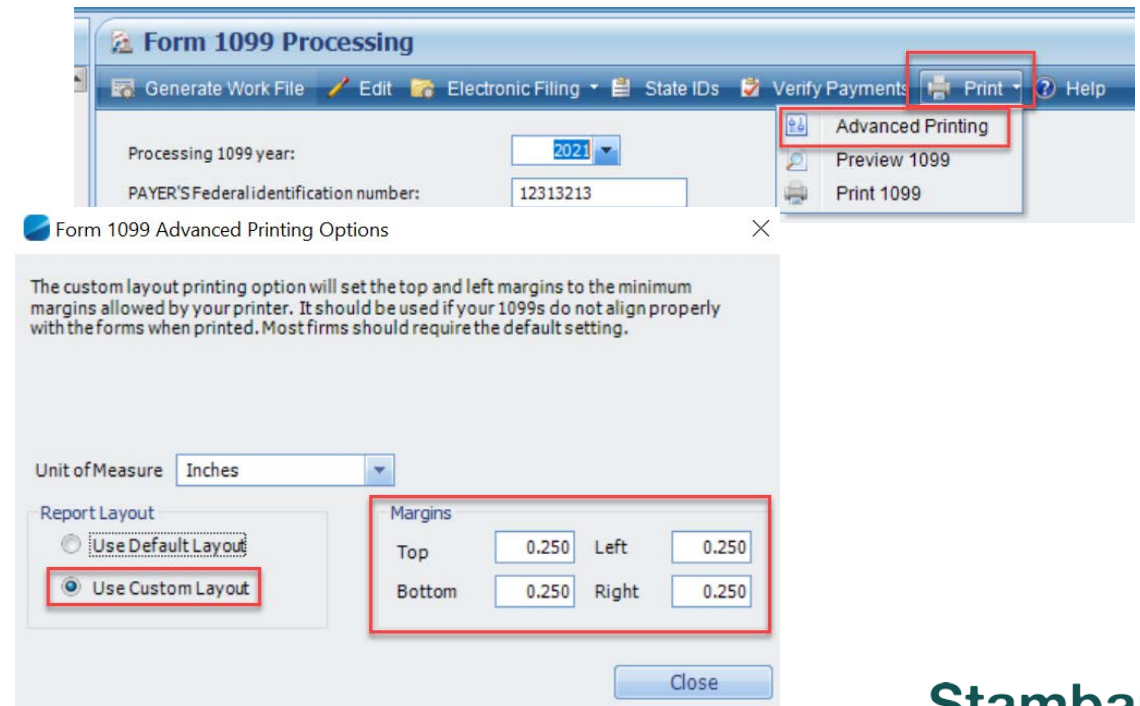 Form 1099 Processing
Generate Work File Edit Electronic Filing State IDs Verify Payments Print Help
Advanced Printing
Processing 1099 year: 2021
Preview 1099
PAYER'S Federal identification number: 12313213
Print 1099
Form 1099 Advanced Printing Options
The custom layout printing option will set the top and left margins to the minimum
margins allowed by your printer. It should be used if your 1099s do not align properly
with the forms when printed. Most firms should require the default setting.
Unit of Measure Inches
Report Layout
Use Default Layout
Use Custom Layout
Margins
Top 0.250 Left 0.250
Bottom 0.250 Right 0.250
Close